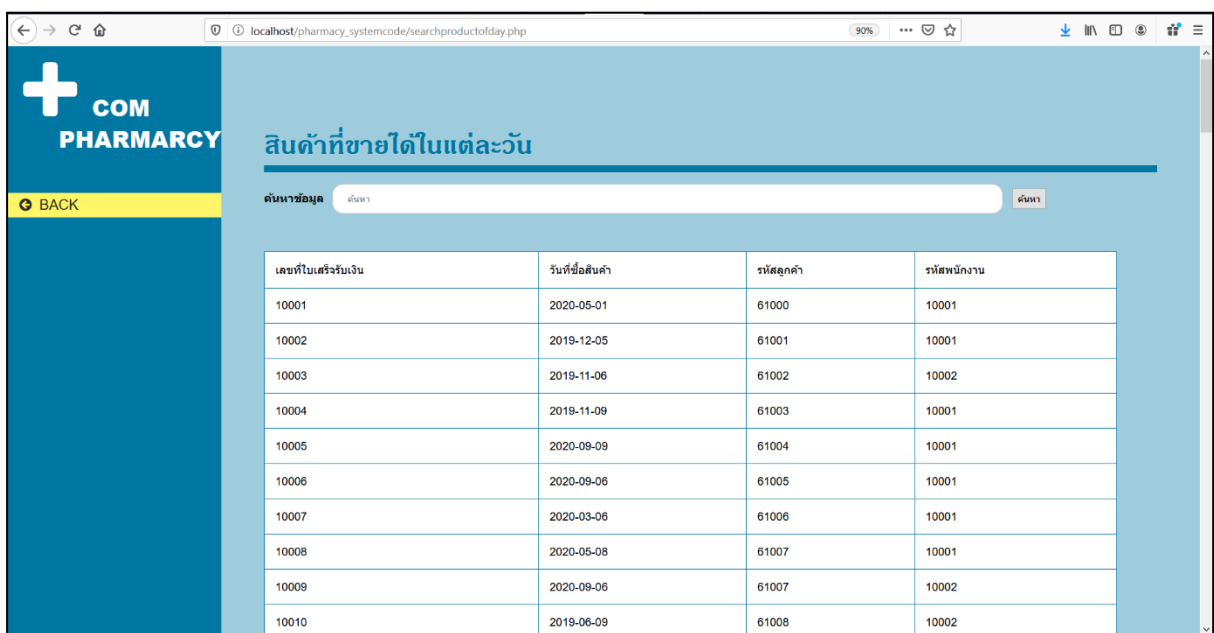 localhost/pharmacy_systemcode/searchproductofday.php
90%
COM
PHARMARCY
BACK
สินค้าที่ขายได้ในแต่ละวัน
ค้นหาข้อมูล ค้นหา ค้นหา
เลขที่ใบเสร็จรับเงิน วันที่ซื้อสินค้า รหัสลูกค้า รหัสพนักงาน
10001 2020-05-01 61000 10001
10002 2019-12-05 61001 10001
10003 2019-11-06 61002 10002
10004 2019-11-09 61003 10001
10005 2020-09-09 61004 10001
10006 2020-09-06 61005 10001
10007 2020-03-06 61006 10001
10008 2020-05-08 61007 10001
10009 2020-09-06 61007 10002
10010 2019-06-09 61008 10002